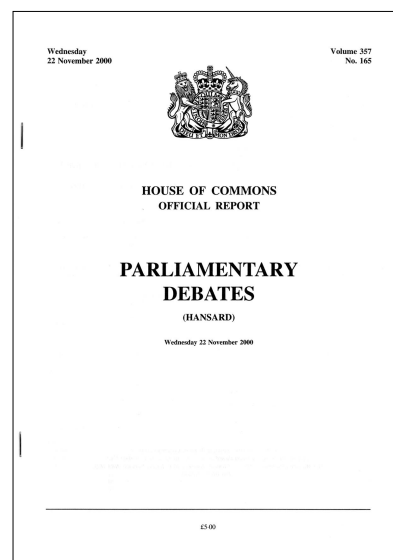 Wednesday
22 November 2000
Volume 357
No. 165
HOUSE OF COMMONS
OFFICIAL REPORT
PARLIAMENTARY
DEBATES
(HANSARD)
Wednesday 22 November 2000
£5·00